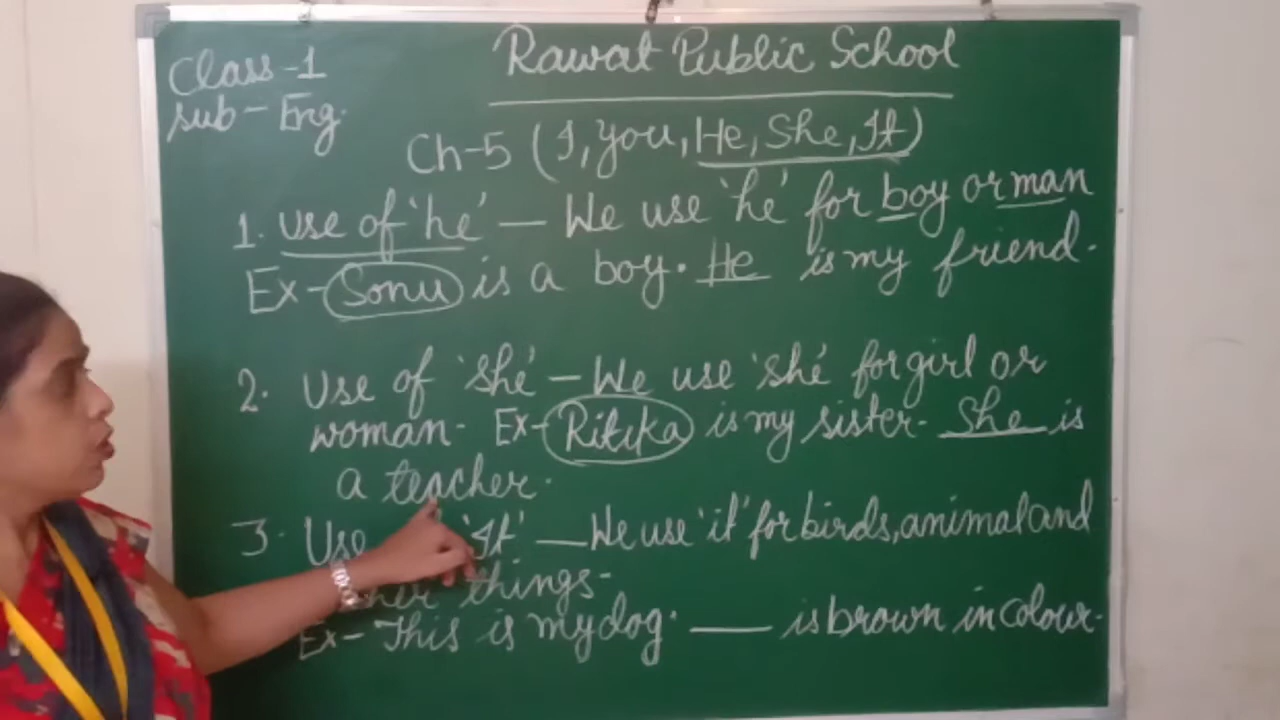 Class-1
Rawat Public School
sub- Eng.
Ch-5 (I, you, He, She, It)
1. Use of 'he' — We use 'he' for boy or man
Ex- Sonu is a boy. He is my friend.
2. Use of 'she' — We use 'she' for girl or
woman. Ex- Ritika is my sister. She is
a teacher.
3. Use 'It' — We use 'it' for birds, animal and
things.
Ex- This is my dog. ___ is brown in colour.